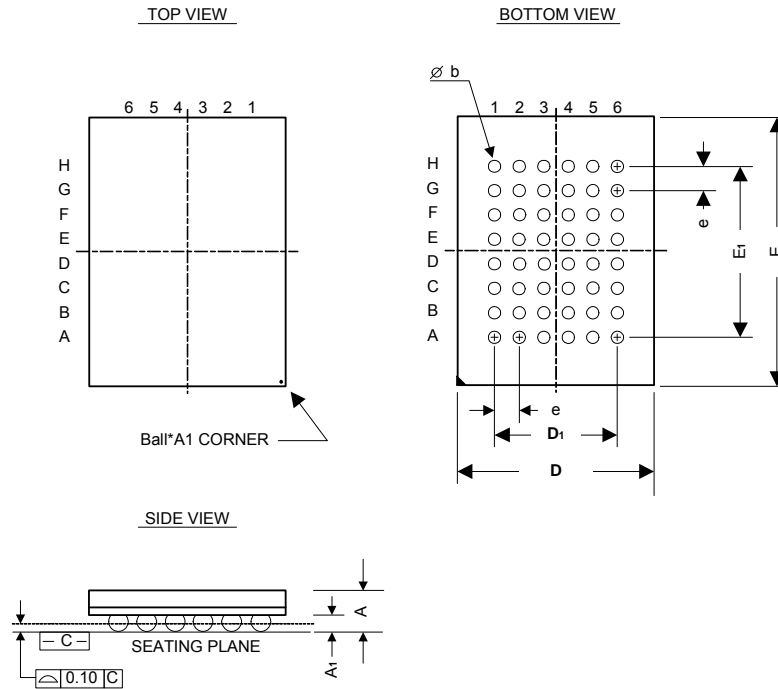 TOP VIEW
BOTTOM VIEW
6 5 4 3 2 1
H
G
F
E
D
C
B
A
Ball*A1 CORNER
Ø b
1 2 3 4 5 6
H
G
F
E
D
C
B
A
e
E1
E
e
D1
D
SIDE VIEW
A
A1
– C –
SEATING PLANE
⌓ 0.10 C